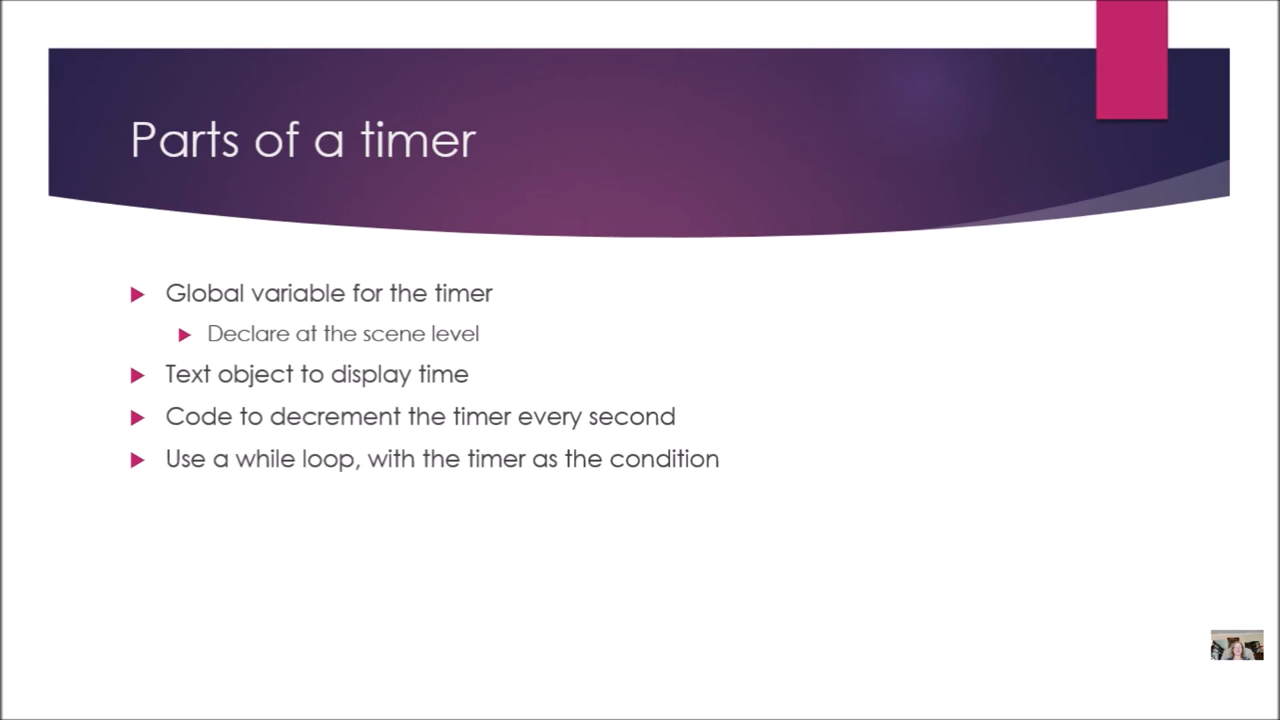 Parts of a timer
Global variable for the timer
Declare at the scene level
Text object to display time
Code to decrement the timer every second
Use a while loop, with the timer as the condition